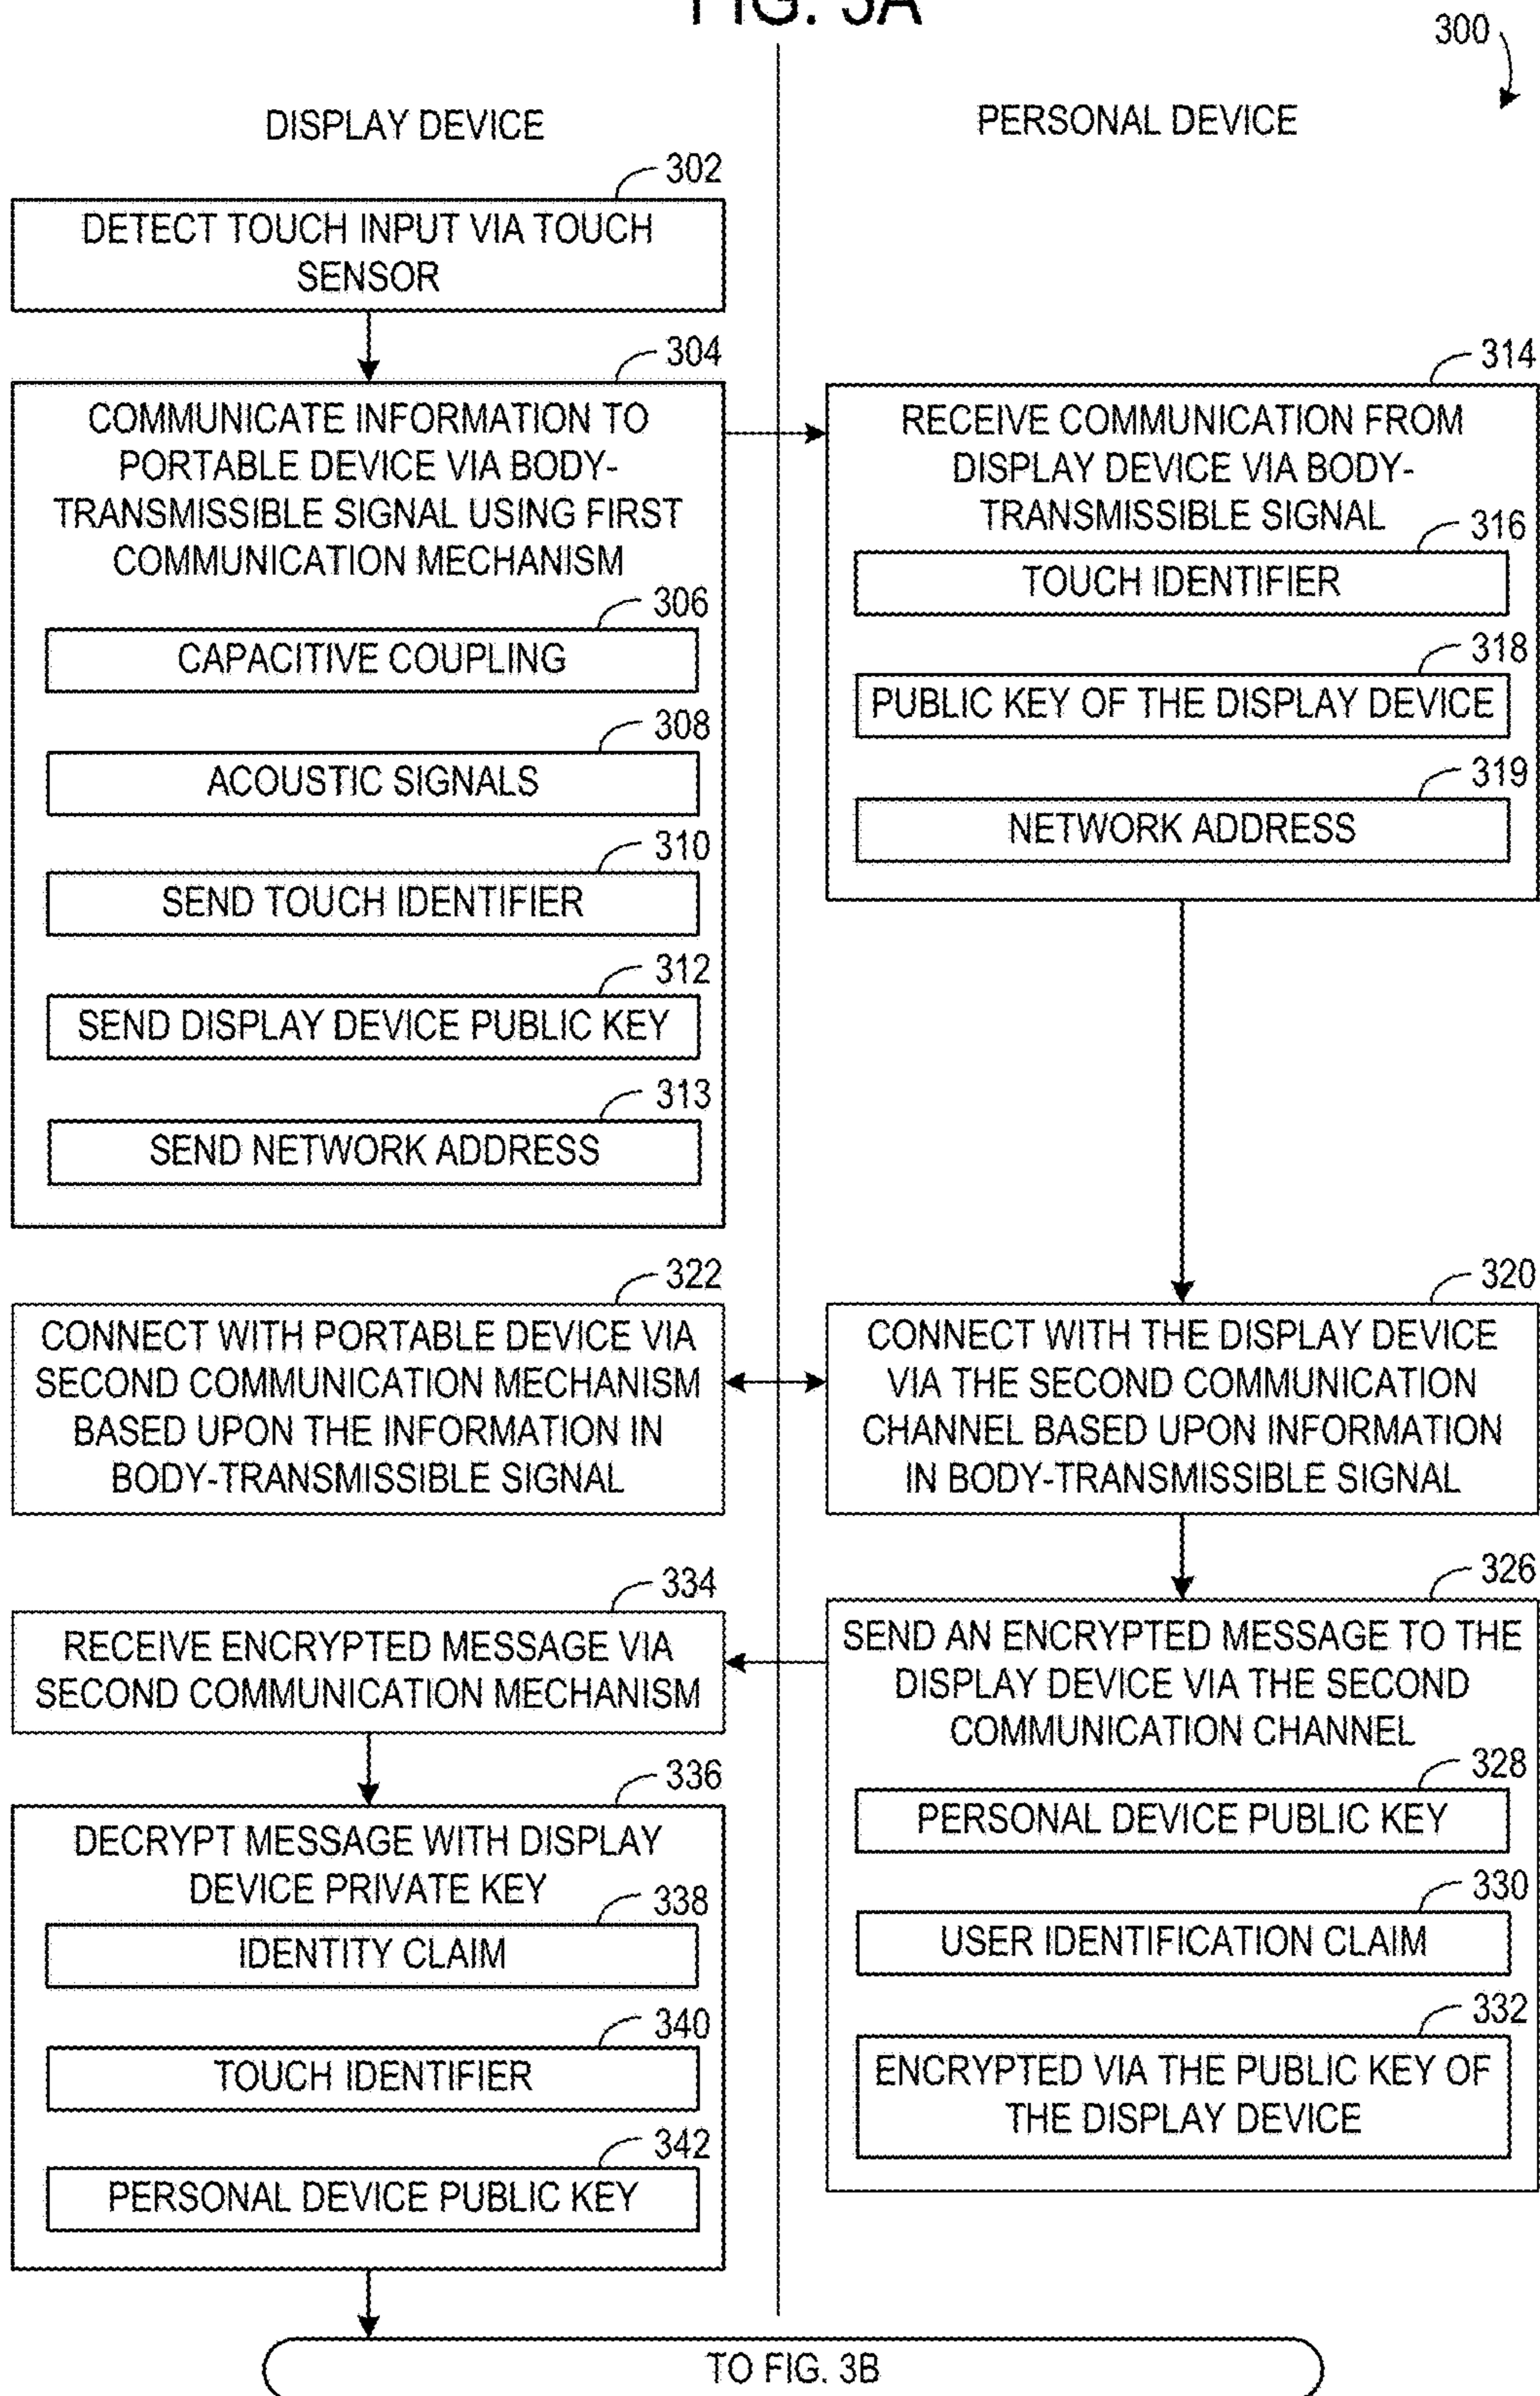 FIG. 3A
300
DISPLAY DEVICE
PERSONAL DEVICE
302
DETECT TOUCH INPUT VIA TOUCH
SENSOR
304
COMMUNICATE INFORMATION TO
PORTABLE DEVICE VIA BODY-
TRANSMISSIBLE SIGNAL USING FIRST
COMMUNICATION MECHANISM
306
CAPACITIVE COUPLING
308
ACOUSTIC SIGNALS
310
SEND TOUCH IDENTIFIER
312
SEND DISPLAY DEVICE PUBLIC KEY
313
SEND NETWORK ADDRESS
314
RECEIVE COMMUNICATION FROM
DISPLAY DEVICE VIA BODY-
TRANSMISSIBLE SIGNAL
316
TOUCH IDENTIFIER
318
PUBLIC KEY OF THE DISPLAY DEVICE
319
NETWORK ADDRESS
322
CONNECT WITH PORTABLE DEVICE VIA
SECOND COMMUNICATION MECHANISM
BASED UPON THE INFORMATION IN
BODY-TRANSMISSIBLE SIGNAL
320
CONNECT WITH THE DISPLAY DEVICE
VIA THE SECOND COMMUNICATION
CHANNEL BASED UPON INFORMATION
IN BODY-TRANSMISSIBLE SIGNAL
326
SEND AN ENCRYPTED MESSAGE TO THE
DISPLAY DEVICE VIA THE SECOND
COMMUNICATION CHANNEL
328
PERSONAL DEVICE PUBLIC KEY
330
USER IDENTIFICATION CLAIM
332
ENCRYPTED VIA THE PUBLIC KEY OF
THE DISPLAY DEVICE
334
RECEIVE ENCRYPTED MESSAGE VIA
SECOND COMMUNICATION MECHANISM
336
DECRYPT MESSAGE WITH DISPLAY
DEVICE PRIVATE KEY
338
IDENTITY CLAIM
340
TOUCH IDENTIFIER
342
PERSONAL DEVICE PUBLIC KEY
TO FIG. 3B